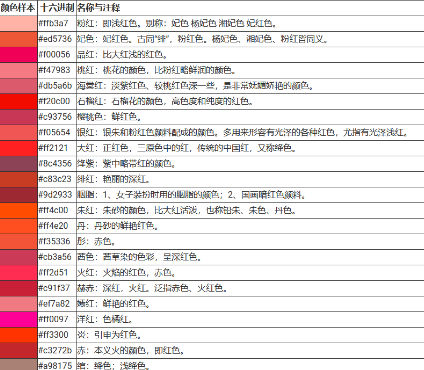 颜色样本 十六进制 名称与注释
#ffb3a7 粉红：即浅红色。别称：妃色 杨妃色 湘妃色 妃红色。
#ed5736 妃色：妃红色。古同“绯”，粉红色。杨妃色、湘妃色、粉红皆同义。
#f00056 品红：比大红浅的红色。
#f47983 桃红：桃花的颜色，比粉红略鲜润的颜色。
#db5a6b 海棠红：淡紫红色、较桃红色深一些，是非常妩媚娇艳的颜色。
#f20c00 石榴红：石榴花的颜色，高色度和纯度的红色。
#c93756 樱桃色：鲜红色。
#f05654 银红：银朱和粉红色颜料配成的颜色。多用来形容有光泽的各种红色，尤指有光泽浅红。
#ff2121 大红：正红色，三原色中的红，传统的中国红，又称绛色。
#8c4356 绛紫：紫中略带红的颜色。
#c83c23 绯红：艳丽的深红。
#9d2933 胭脂：1、女子装扮时用的胭脂的颜色；2、国画暗红色颜料。
#ff4c00 朱红：朱砂的颜色，比大红活泼，也称铅朱、朱色、丹色。
#ff4e20 丹：丹砂的鲜艳红色。
#f35336 彤：赤色。
#cb3a56 茜色：茜草染的色彩，呈深红色。
#ff2d51 火红：火焰的红色，赤色。
#c91f37 赫赤：深红，火红。泛指赤色、火红色。
#ef7a82 嫣红：鲜艳的红色。
#ff0097 洋红：色橘红。
#ff3300 炎：引申为红色。
#c3272b 赤：本义火的颜色，即红色。
#a98175 绾：绛色；浅绛色。